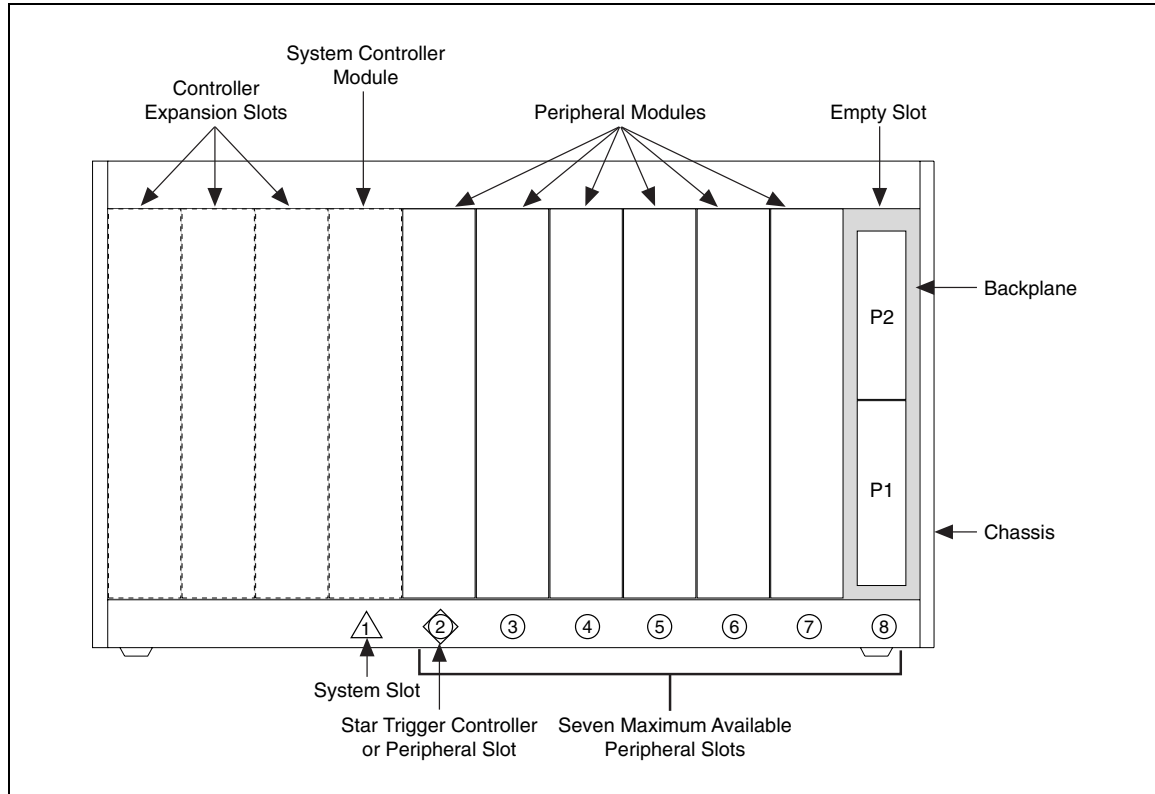 System Controller
Module
Controller
Expansion Slots
Peripheral Modules
Empty Slot
Backplane
P2
P1
Chassis
1
2
3
4
5
6
7
8
System Slot
Star Trigger Controller
or Peripheral Slot
Seven Maximum Available
Peripheral Slots